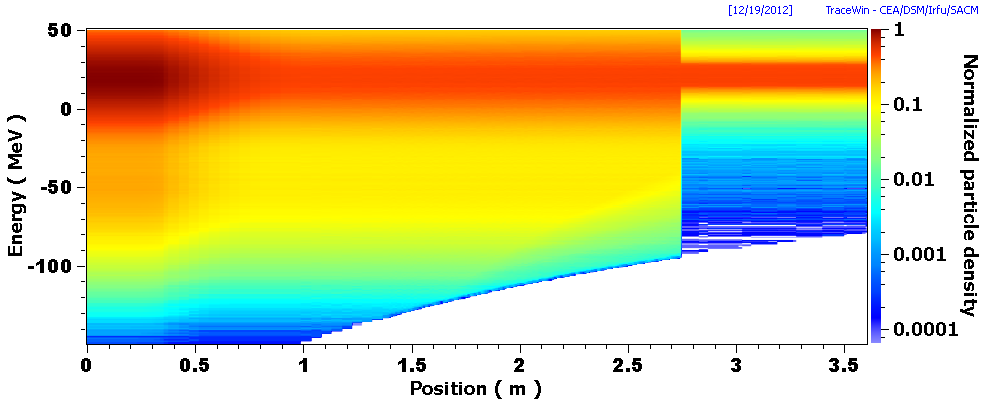 [12/19/2012] TraceWin - CEA/DSM/Irfu/SACM
50
0
-50
-100
Energy ( MeV )
0 0.5 1 1.5 2 2.5 3 3.5
Position ( m )
1
0.1
0.01
0.001
0.0001
Normalized particle density